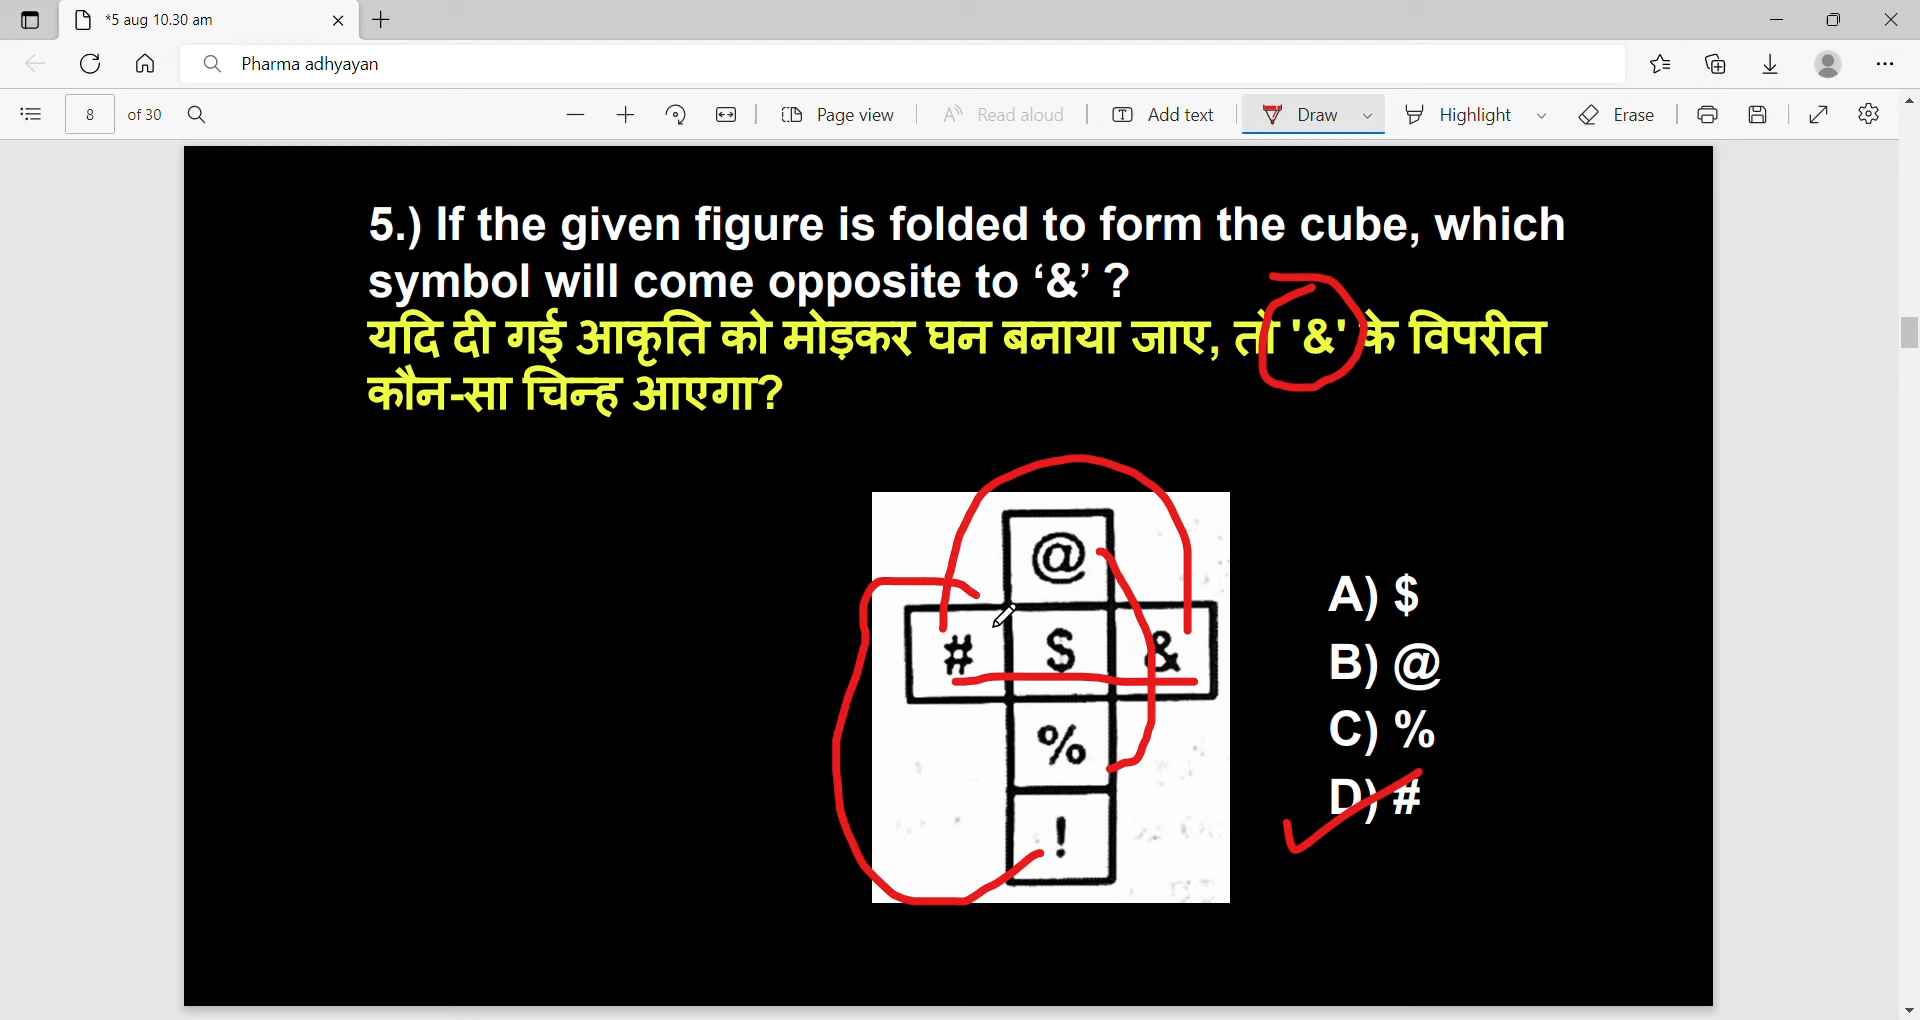 *5 aug 10.30 am
Pharma adhyayan
8 of 30
Page view
Read aloud
Add text
Draw
Highlight
Erase
5.) If the given figure is folded to form the cube, which
symbol will come opposite to ‘&’ ?
यदि दी गई आकृति को मोड़कर घन बनाया जाए, तो '&' के विपरीत
कौन-सा चिन्ह आएगा?
@
# $ &
%
!
A) $
B) @
C) %
D) #